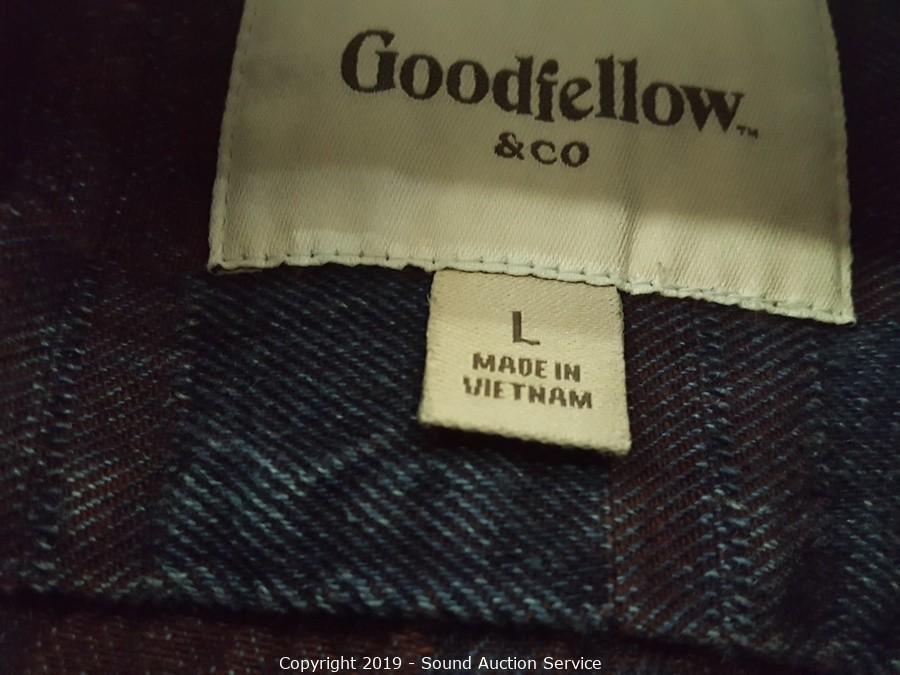 Goodfellow™
&CO
L
MADE IN
VIETNAM
Copyright 2019 - Sound Auction Service